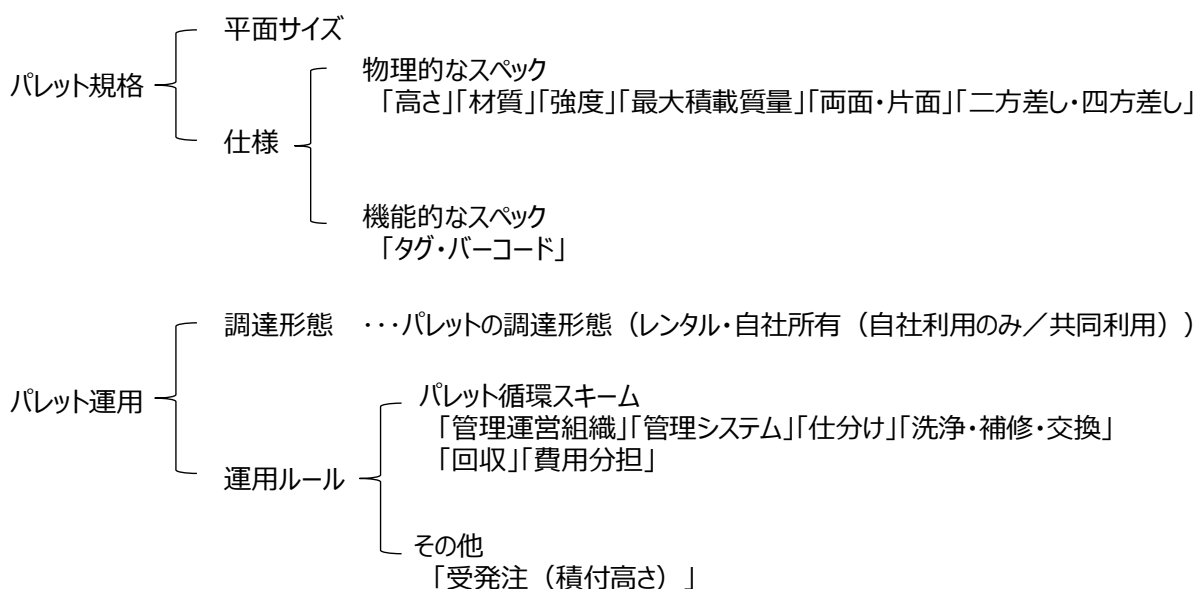 平面サイズ
パレット規格
物理的なスペック
「高さ」「材質」「強度」「最大積載質量」「両面・片面」「二方差し・四方差し」
仕様
機能的なスペック
「タグ・バーコード」
調達形態 ・・・パレットの調達形態（レンタル・自社所有（自社利用のみ／共同利用））
パレット運用
パレット循環スキーム
「管理運営組織」「管理システム」「仕分け」「洗浄・補修・交換」
「回収」「費用分担」
運用ルール
その他
「受発注（積付高さ）」